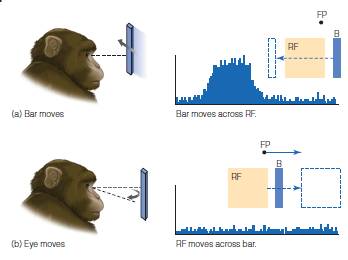 FP
B
RF
(a) Bar moves
Bar moves across RF.
FP
B
RF
(b) Eye moves
RF moves across bar.